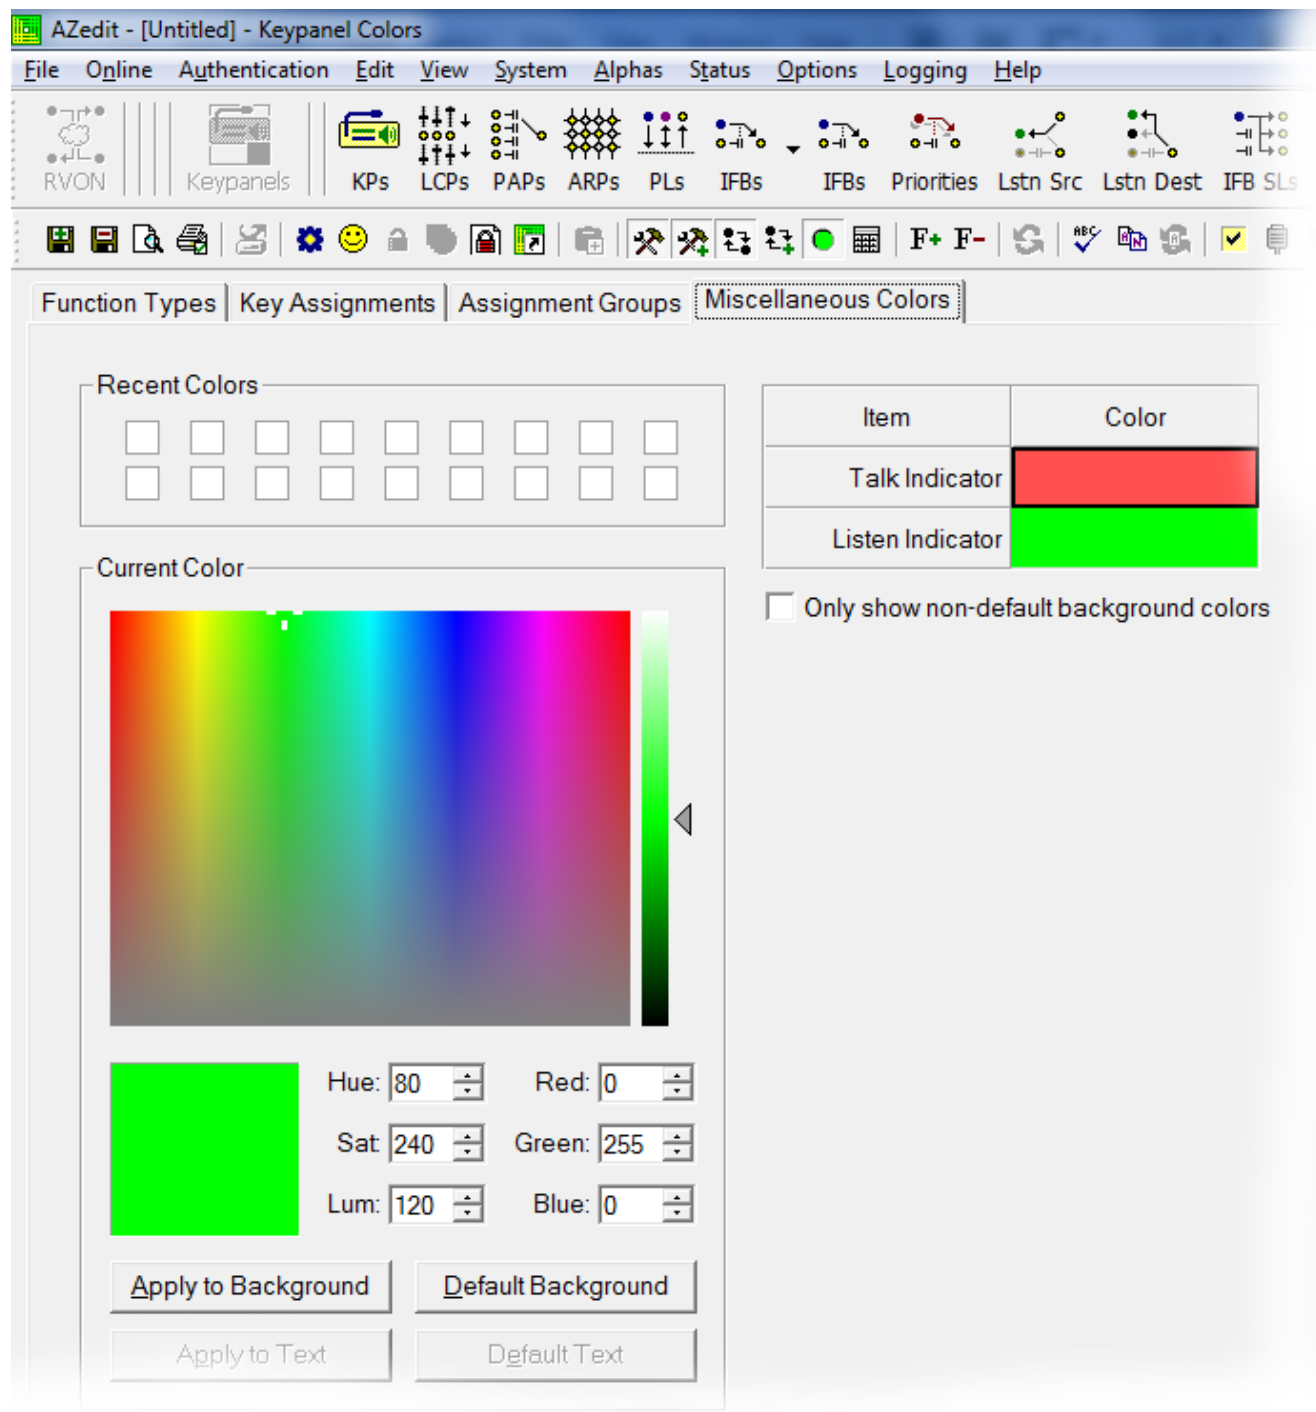 AZedit - [Untitled] - Keypanel Colors
File Online Authentication Edit View System Alphas Status Options Logging Help
RVON Keypanels KPs LCPs PAPs ARPs PLs IFBs IFBs Priorities Lstn Src Lstn Dest IFB SLs
F+ F- ABC
Function Types Key Assignments Assignment Groups Miscellaneous Colors
Recent Colors
Item Color
Talk Indicator
Listen Indicator
Only show non-default background colors
Current Color
Hue: 80 Red: 0
Sat: 240 Green: 255
Lum: 120 Blue: 0
Apply to Background Default Background
Apply to Text Default Text